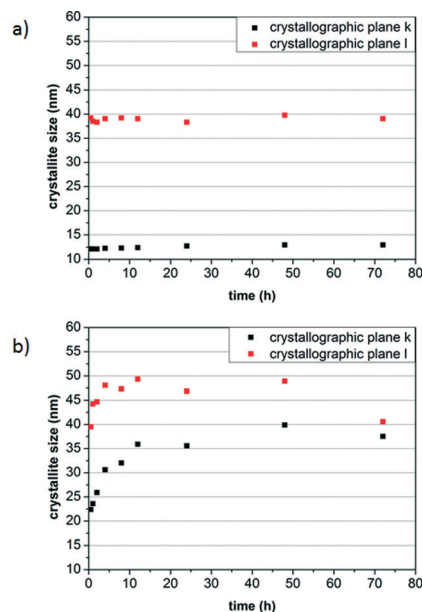 a)
crystallographic plane k
crystallographic plane l
crystallite size (nm)
60
55
50
45
40
35
30
25
20
15
10
0 10 20 30 40 50 60 70 80
time (h)
b)
crystallographic plane k
crystallographic plane l
crystallite size (nm)
60
55
50
45
40
35
30
25
20
15
10
0 10 20 30 40 50 60 70 80
time (h)